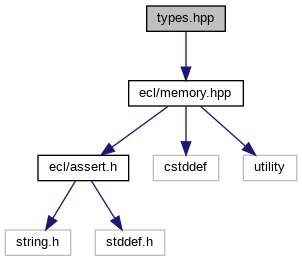 types.hpp
ecl/memory.hpp
ecl/assert.h
cstddef
utility
string.h
stddef.h